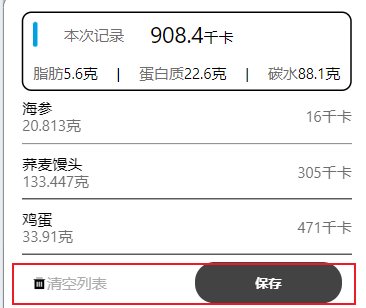 本次记录 908.4千卡
脂肪5.6克 | 蛋白质22.6克 | 碳水88.1克
海参
20.813克 16千卡
荞麦馒头
133.447克 305千卡
鸡蛋
33.91克 471千卡
清空列表 保存